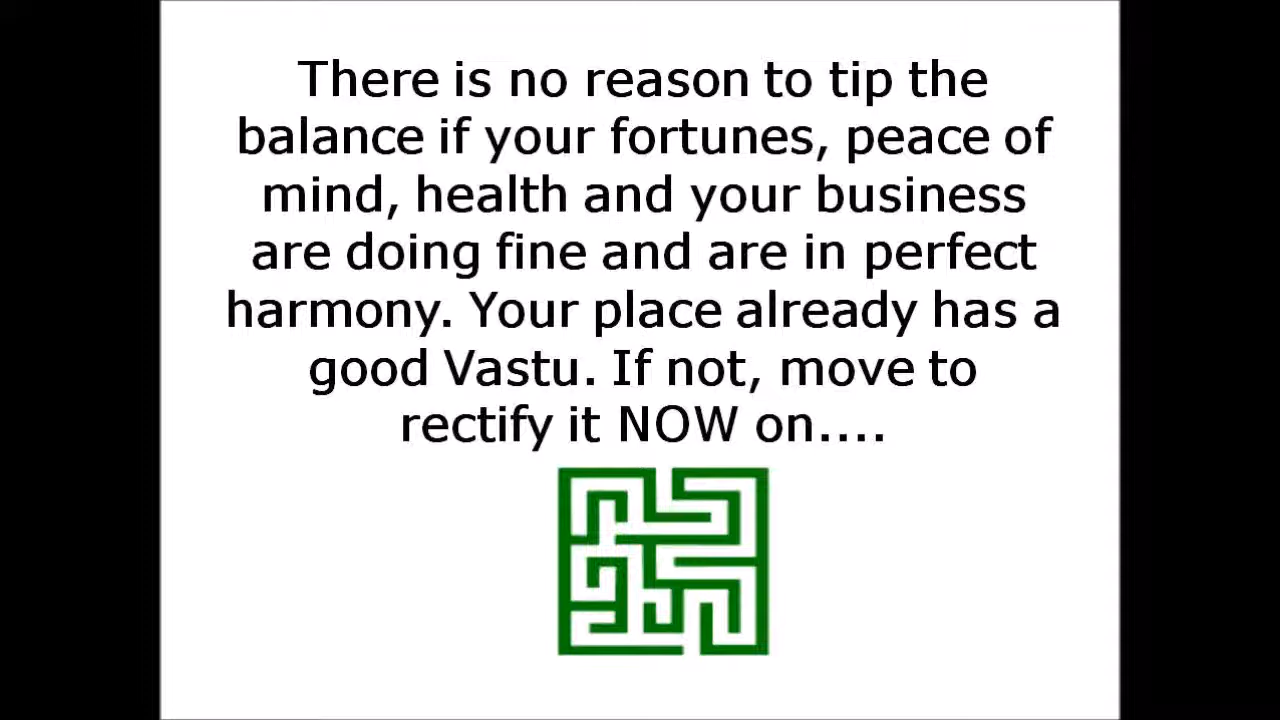 There is no reason to tip the
balance if your fortunes, peace of
mind, health and your business
are doing fine and are in perfect
harmony. Your place already has a
good Vastu. If not, move to
rectify it NOW on....